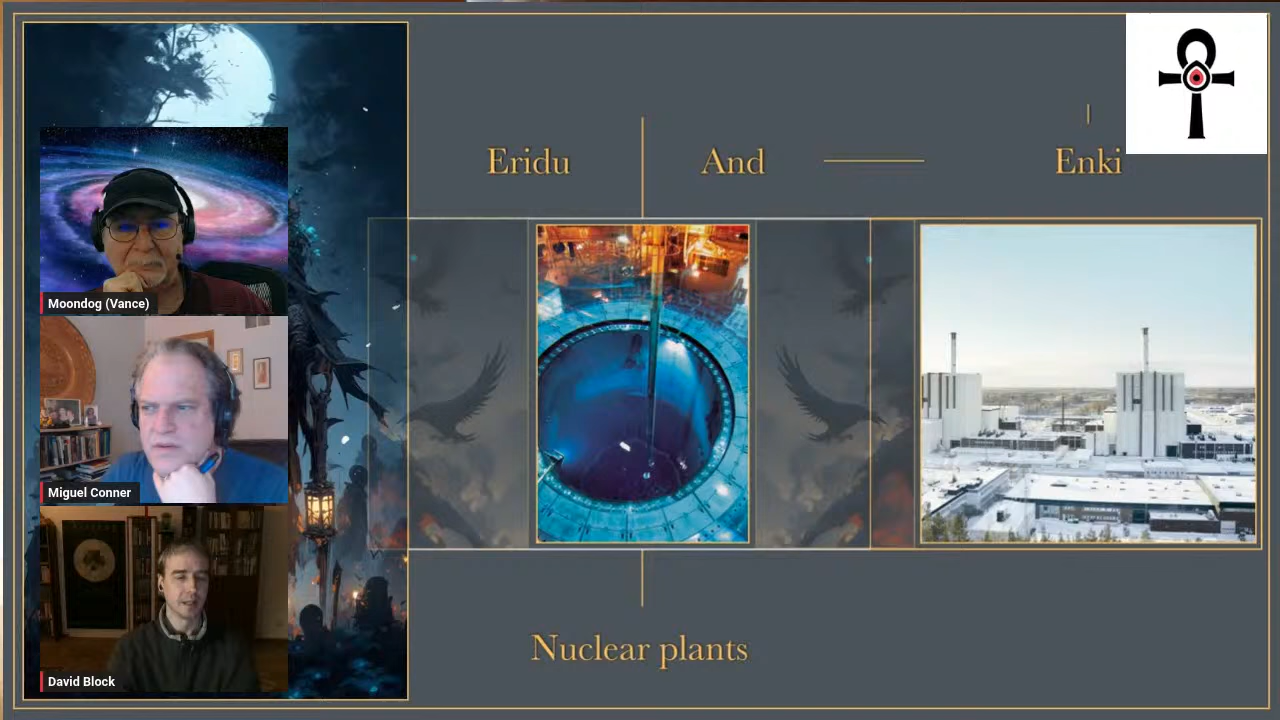 Eridu And Enki
Moondog (Vance)
Miguel Conner
David Block
Nuclear plants